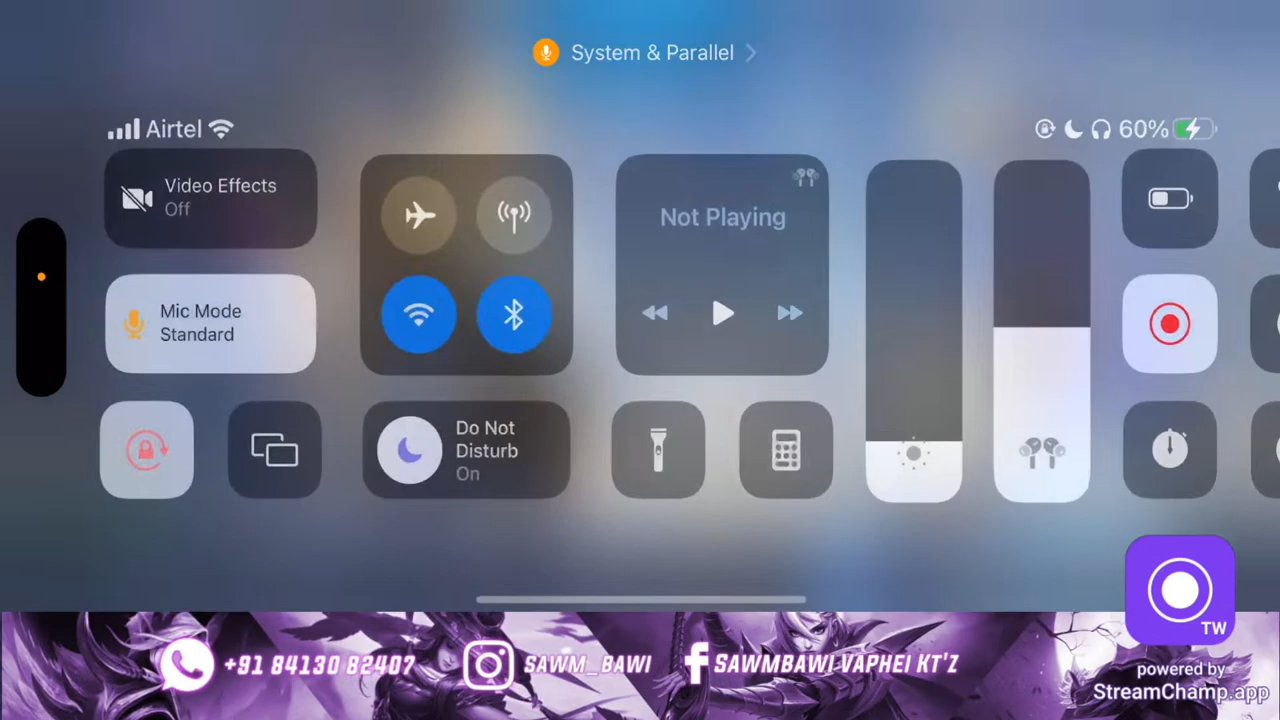 System & Parallel
Airtel
60%
Video Effects
Off
Mic Mode
Standard
Not Playing
Do Not
Disturb
On
TW
+91 84130 82407
SAWM_BAWI
SAWMBAWI VAPHEI KT'Z
powered by
StreamChamp.app